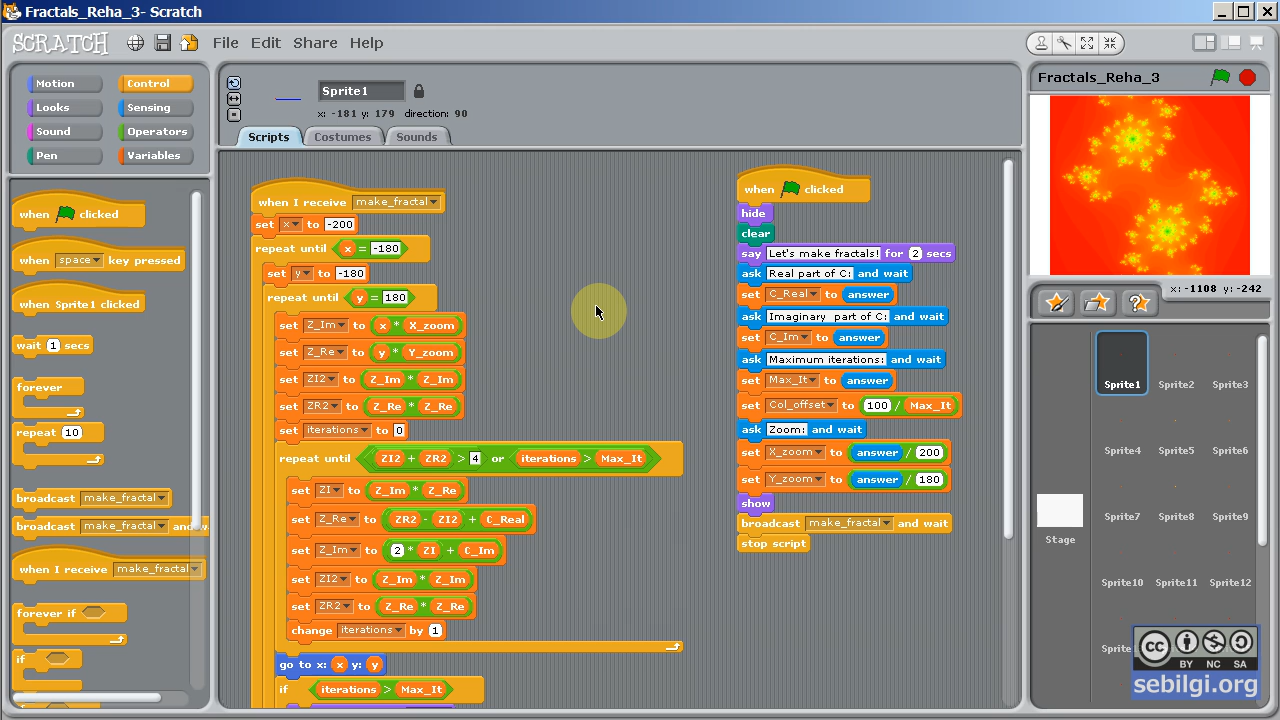 Fractals_Reha_3- Scratch
SCRATCH File Edit Share Help
Motion Control
Looks Sensing
Sound Operators
Pen Variables
when clicked
when space key pressed
when Sprite1 clicked
wait 1 secs
forever
repeat 10
broadcast make_fractal
broadcast make_fractal and w
when I receive make_fractal
forever if
if
Sprite1
x: -181 y: 179 direction: 90
Scripts Costumes Sounds
when I receive make_fractal
set x to -200
repeat until x = -180
set y to -180
repeat until y = 180
set Z_Im to x * X_zoom
set Z_Re to y * Y_zoom
set ZI2 to Z_Im * Z_Im
set ZR2 to Z_Re * Z_Re
set iterations to 0
repeat until ZI2 + ZR2 > 4 or iterations > Max_It
set ZI to Z_Im * Z_Re
set Z_Re to ZR2 - ZI2 + C_Real
set Z_Im to 2 * ZI + C_Im
set ZI2 to Z_Im * Z_Im
set ZR2 to Z_Re * Z_Re
change iterations by 1
go to x: x y: y
if iterations > Max_It
when clicked
hide
clear
say Let's make fractals! for 2 secs
ask Real part of C: and wait
set C_Real to answer
ask Imaginary part of C: and wait
set C_Im to answer
ask Maximum iterations: and wait
set Max_It to answer
set Col_offset to 100 / Max_It
ask Zoom: and wait
set X_zoom to answer / 200
set Y_zoom to answer / 180
show
broadcast make_fractal and wait
stop script
Fractals_Reha_3
x: -1108 y: -242
Sprite1 Sprite2 Sprite3
Sprite4 Sprite5 Sprite6
Stage
Sprite7 Sprite8 Sprite9
Sprite10 Sprite11 Sprite12
Sprite
CC BY NC SA
sebilgi.org